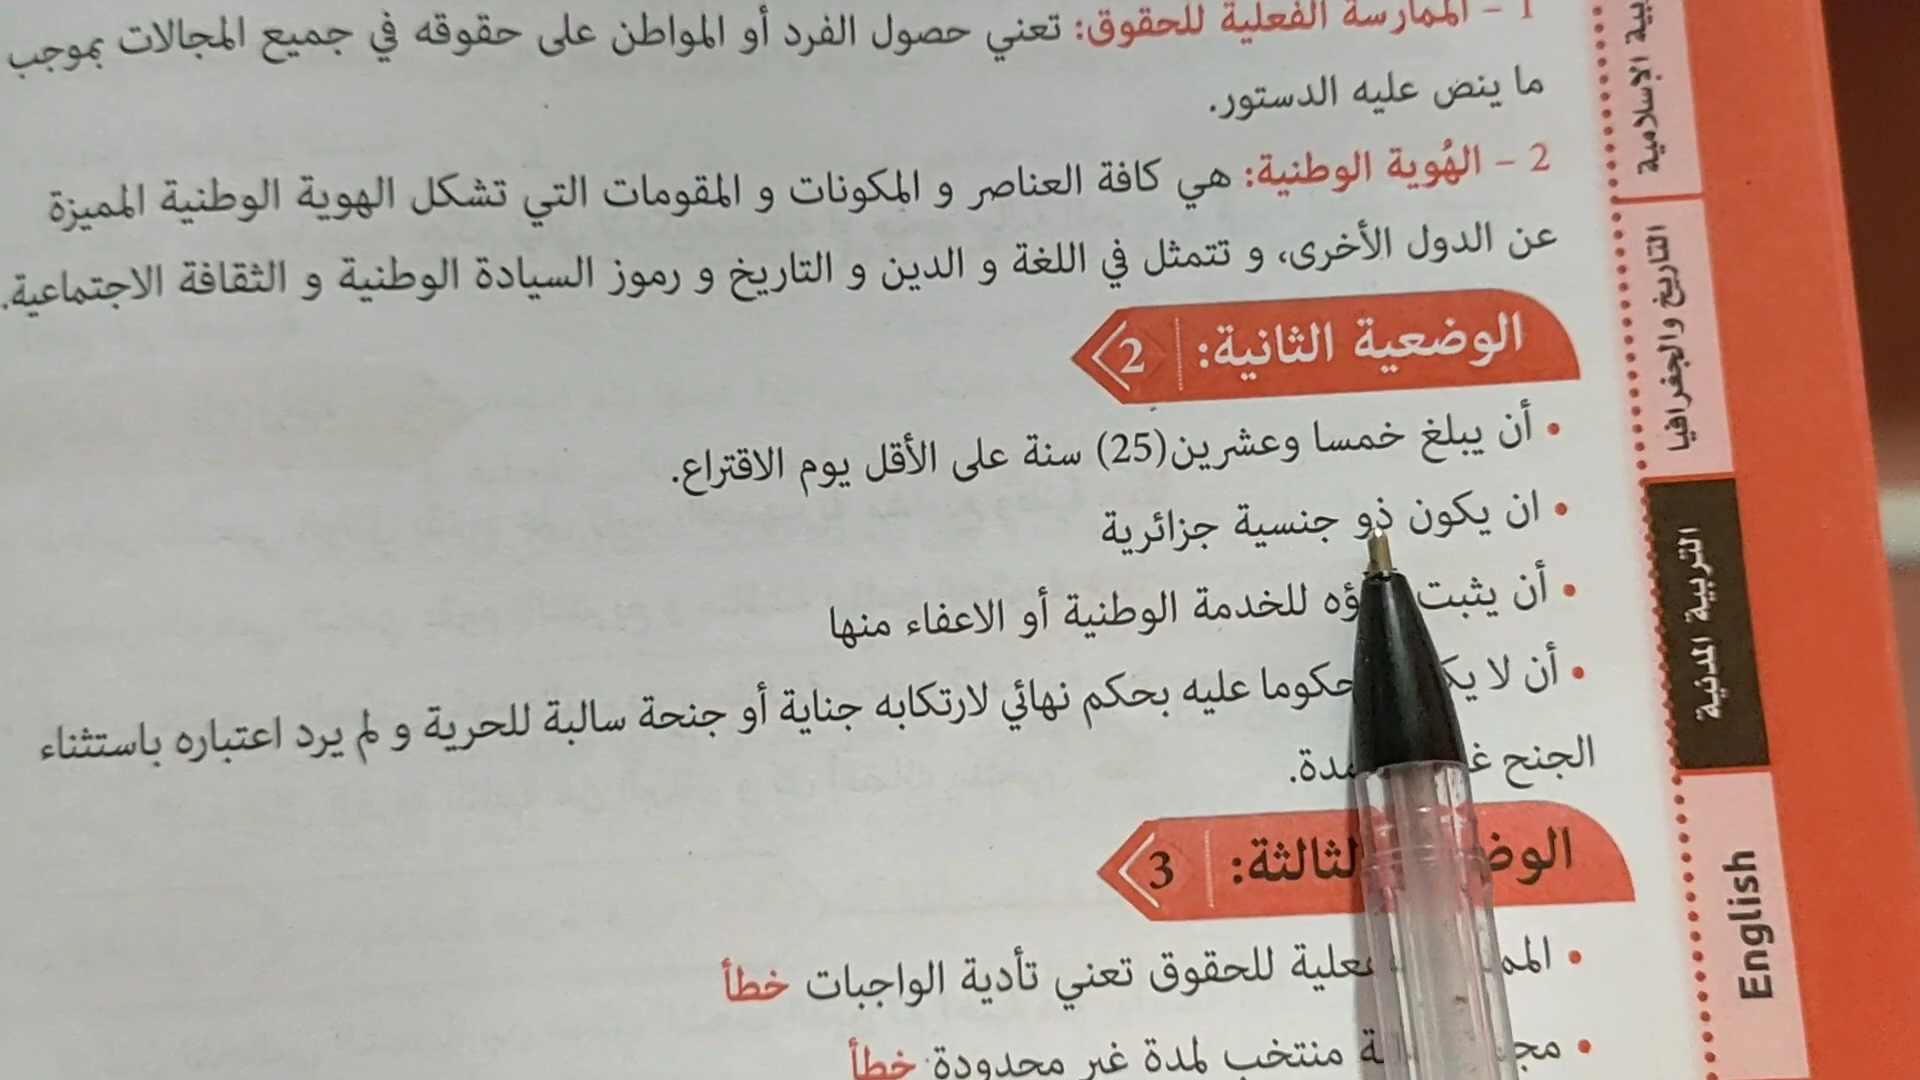 1 – الممارسة الفعلية للحقوق: تعني حصول الفرد أو المواطن على حقوقه في جميع المجالات بموجب
ما ينص عليه الدستور.
2 – الهُوية الوطنية: هي كافة العناصر و المكونات و المقومات التي تشكل الهوية الوطنية المميزة
عن الدول الأخرى، و تتمثل في اللغة و الدين و التاريخ و رموز السيادة الوطنية و الثقافة الاجتماعية.
الوضعية الثانية: 2
• أن يبلغ خمسا وعشرين(25) سنة على الأقل يوم الاقتراع.
• ان يكون ذو جنسية جزائرية
• أن يثبت للخدمة الوطنية أو الاعفاء منها
• أن لا عليه بحكم نهائي لارتكابه جناية أو جنحة سالبة للحرية و لم يرد اعتباره باستثناء
الجنح
الثالثة: 3
• للحقوق تعني تأدية الواجبات خطأ
• منتخب لمدة غير محدودة خطأ
الإسلامية
التاريخ والجغرافيا
التربية المدنية
English